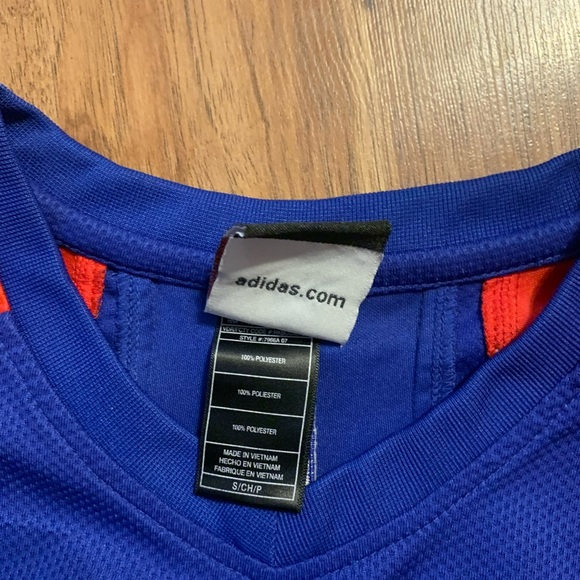 adidas.com
STYLE #:7986A 07
100% POLYESTER
100% POLIESTER
100% POLYESTER
MADE IN VIETNAM
HECHO EN VIETNAM
FABRIQUE EN VIETNAM
S/CH/P